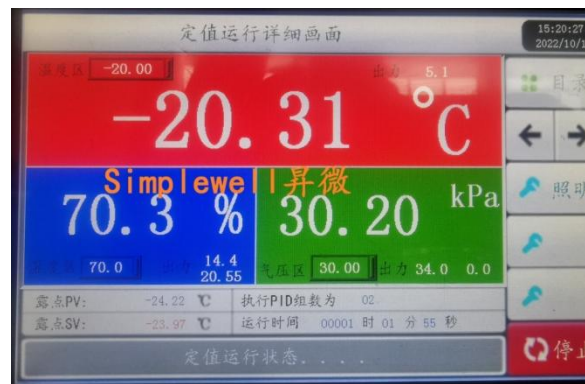 定值运行详细画面
15:20:27
2022/10/1
温度区 -20.00 出力 5.1
-20.31 ℃
目录
Simplewell昇微
照明
70.3 %
30.20 kPa
70.0 出力 14.4
20.55
气压区 30.00 出力 34.0 0.0
露点PV: -24.22 ℃ 执行PID组数为 02
露点SV: -23.97 ℃ 运行时间 00001 时 01 分 55 秒
定值运行状态. . . .
停止